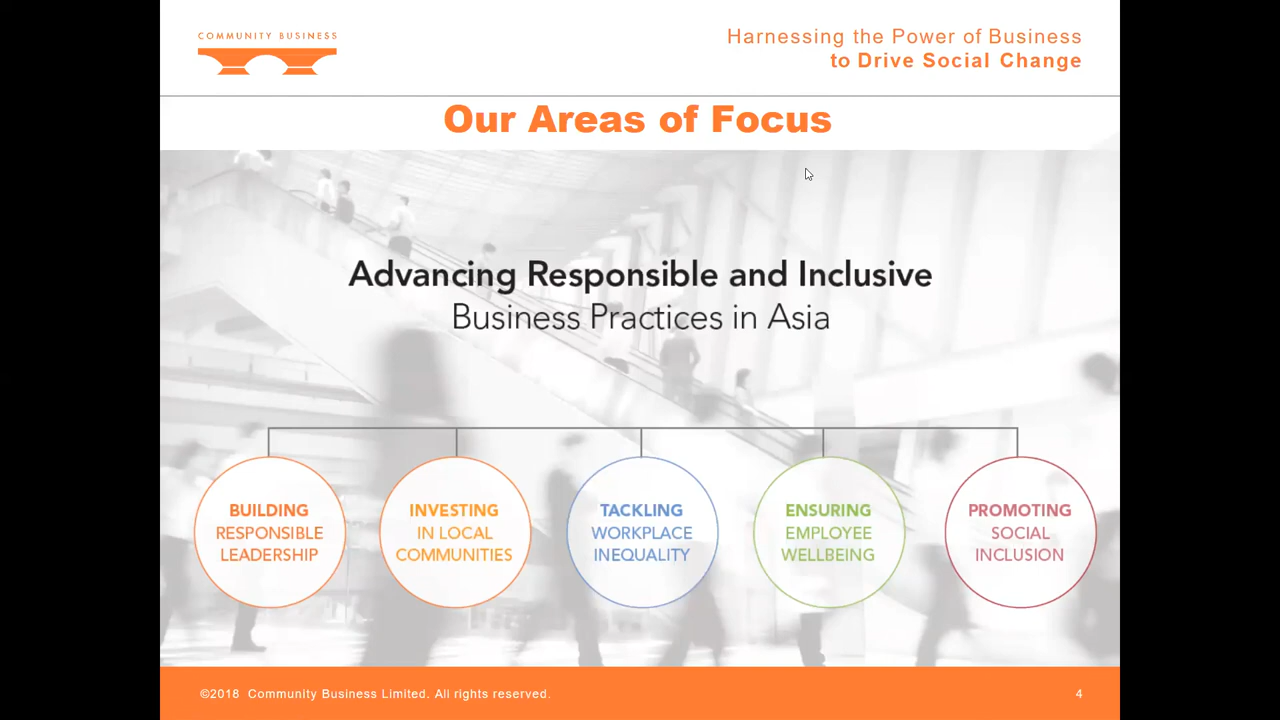 COMMUNITY BUSINESS
Harnessing the Power of Business
to Drive Social Change
Our Areas of Focus
Advancing Responsible and Inclusive
Business Practices in Asia
BUILDING
RESPONSIBLE
LEADERSHIP
INVESTING
IN LOCAL
COMMUNITIES
TACKLING
WORKPLACE
INEQUALITY
ENSURING
EMPLOYEE
WELLBEING
PROMOTING
SOCIAL
INCLUSION
©2018 Community Business Limited. All rights reserved.
4